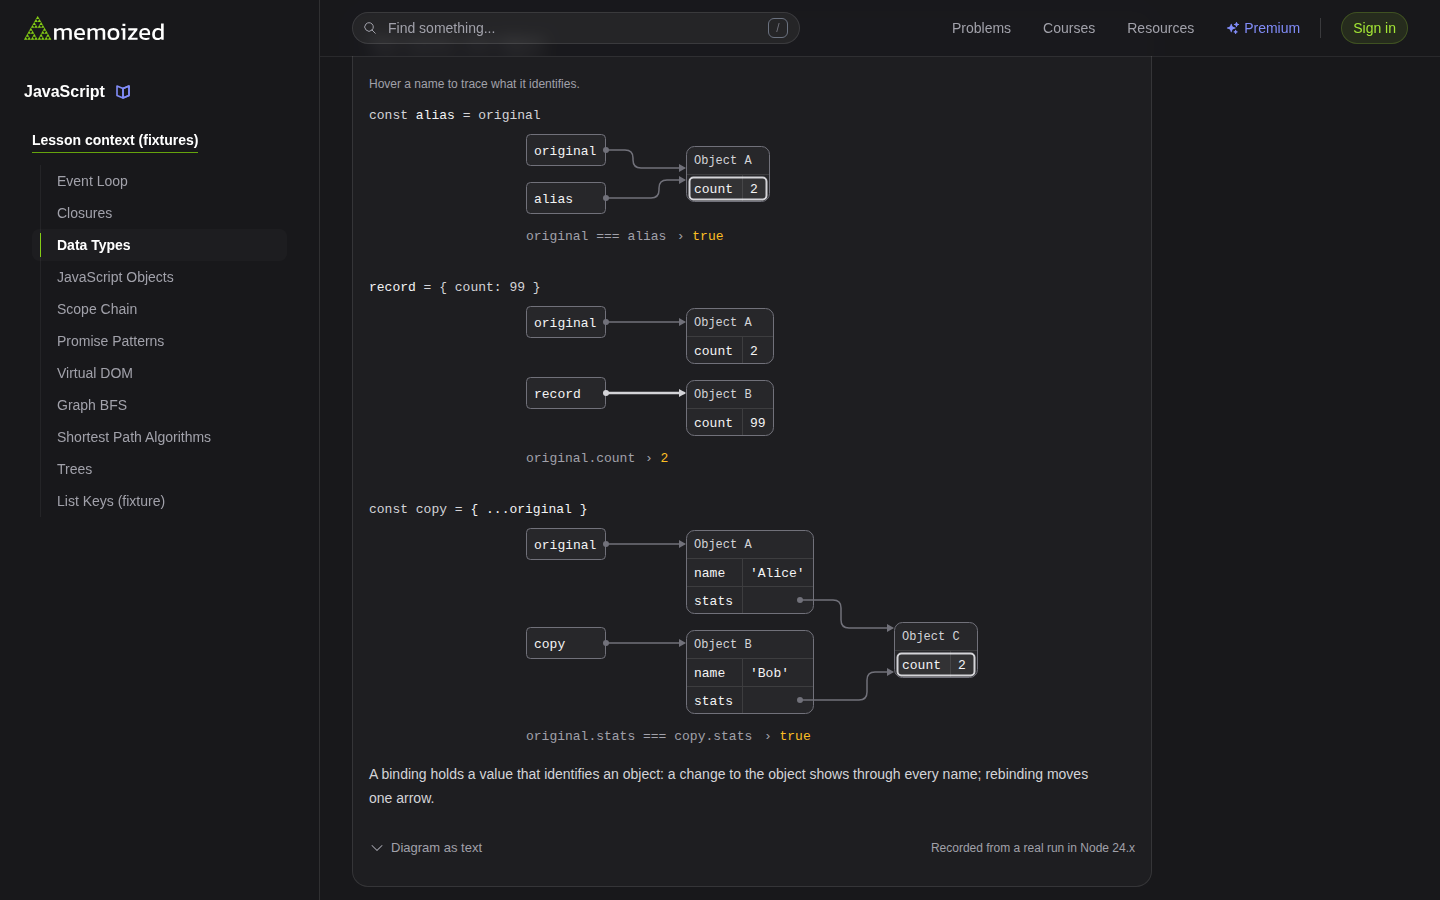 memoized
Find something...
/
Problems
Courses
Resources
Premium
Sign in
JavaScript
Lesson context (fixtures)
Event Loop
Closures
Data Types
JavaScript Objects
Scope Chain
Promise Patterns
Virtual DOM
Graph BFS
Shortest Path Algorithms
Trees
List Keys (fixture)
Hover a name to trace what it identifies.
const alias = original
original
Object A
count 2
alias
original === alias › true
record = { count: 99 }
original
Object A
count 2
record
Object B
count 99
original.count › 2
const copy = { ...original }
original
Object A
name 'Alice'
stats
Object C
count 2
copy
Object B
name 'Bob'
stats
original.stats === copy.stats › true
A binding holds a value that identifies an object: a change to the object shows through every name; rebinding moves
one arrow.
Diagram as text
Recorded from a real run in Node 24.x